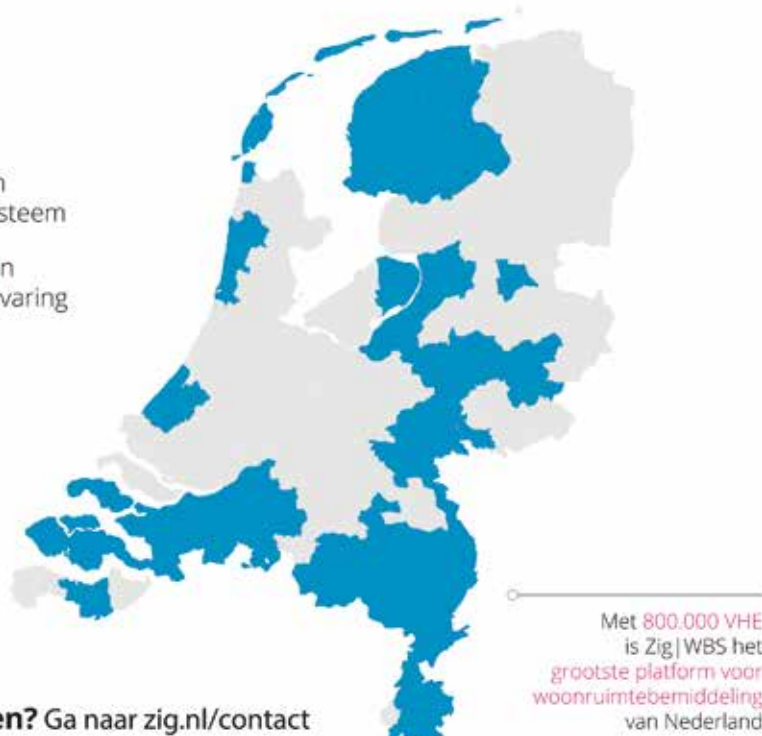 n
steem
n
varing
Met 800.000 VHE
is Zig|WBS het
grootste platform voor
woonruimtebemiddeling
van Nederland
en? Ga naar zig.nl/contact